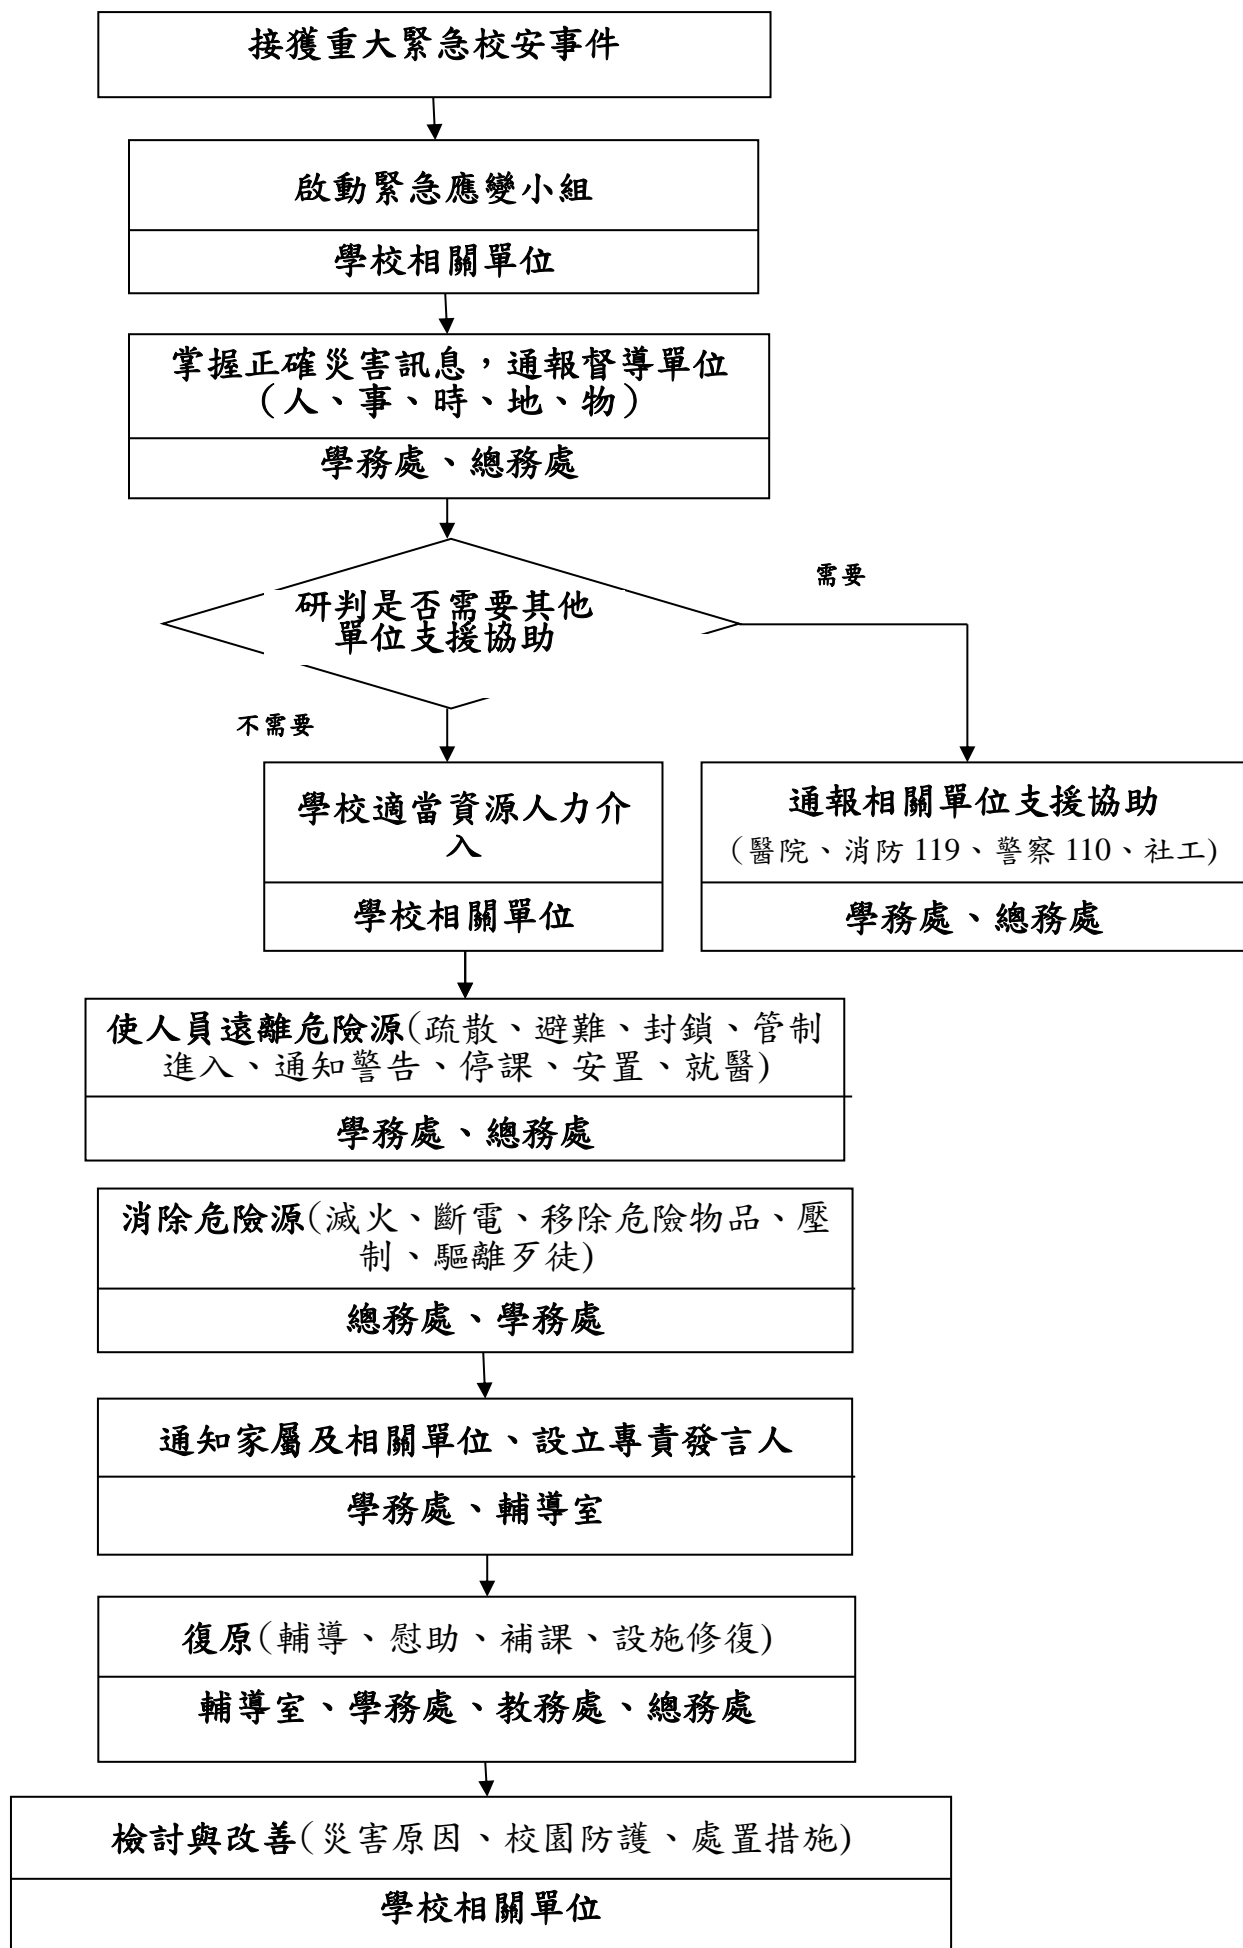 接獲重大緊急校安事件
啟動緊急應變小組
學校相關單位
掌握正確災害訊息，通報督導單位
（人、事、時、地、物）
學務處、總務處
需要
研判是否需要其他
單位支援協助
不需要
學校適當資源人力介
入
學校相關單位
通報相關單位支援協助
(醫院、消防 119、警察 110、社工)
學務處、總務處
使人員遠離危險源(疏散、避難、封鎖、管制
進入、通知警告、停課、安置、就醫)
學務處、總務處
消除危險源(滅火、斷電、移除危險物品、壓
制、驅離歹徒)
總務處、學務處
通知家屬及相關單位、設立專責發言人
學務處、輔導室
復原(輔導、慰助、補課、設施修復)
輔導室、學務處、教務處、總務處
檢討與改善(災害原因、校園防護、處置措施)
學校相關單位